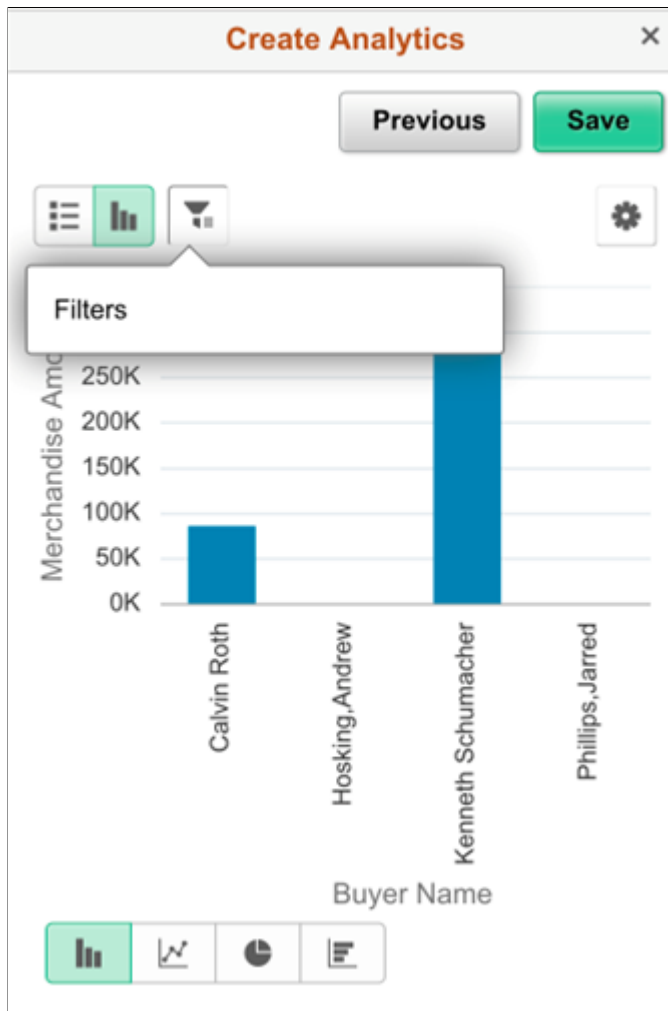 Create Analytics
Previous
Save
Filters
Merchandise
250K
200K
150K
100K
50K
0K
Calvin Roth
Hosking,Andrew
Kenneth Schumacher
Phillips,Jarred
Buyer Name